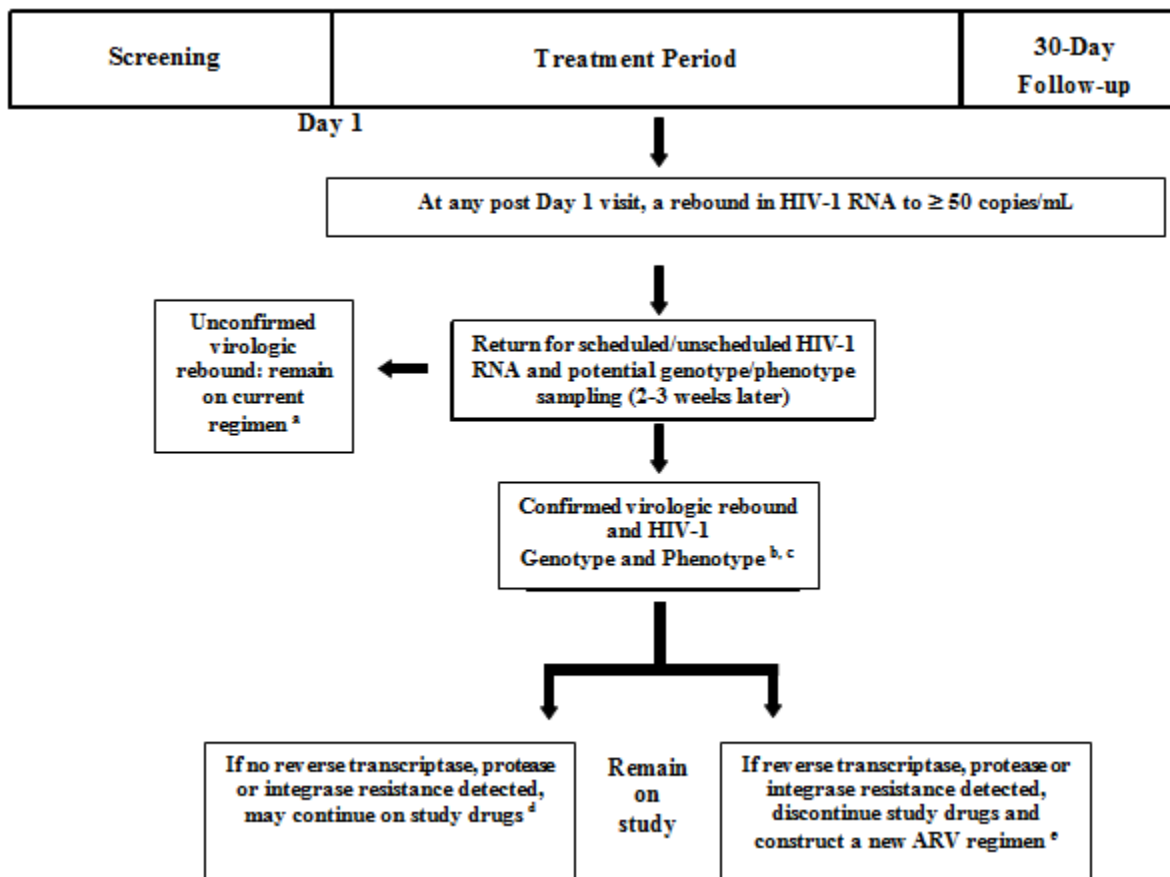 Screening
Treatment Period
30-Day
Follow-up
Day 1
At any post Day 1 visit, a rebound in HIV-1 RNA to ≥ 50 copies/mL
Unconfirmed
virologic
rebound: remain
on current
regimen ᵃ
Return for scheduled/unscheduled HIV-1
RNA and potential genotype/phenotype
sampling (2-3 weeks later)
Confirmed virologic rebound
and HIV-1
Genotype and Phenotype ᵇ, ᶜ
If no reverse transcriptase, protease
or integrase resistance detected,
may continue on study drugs ᵈ
Remain
on
study
If reverse transcriptase, protease or
integrase resistance detected,
discontinue study drugs and
construct a new ARV regimen ᵉ